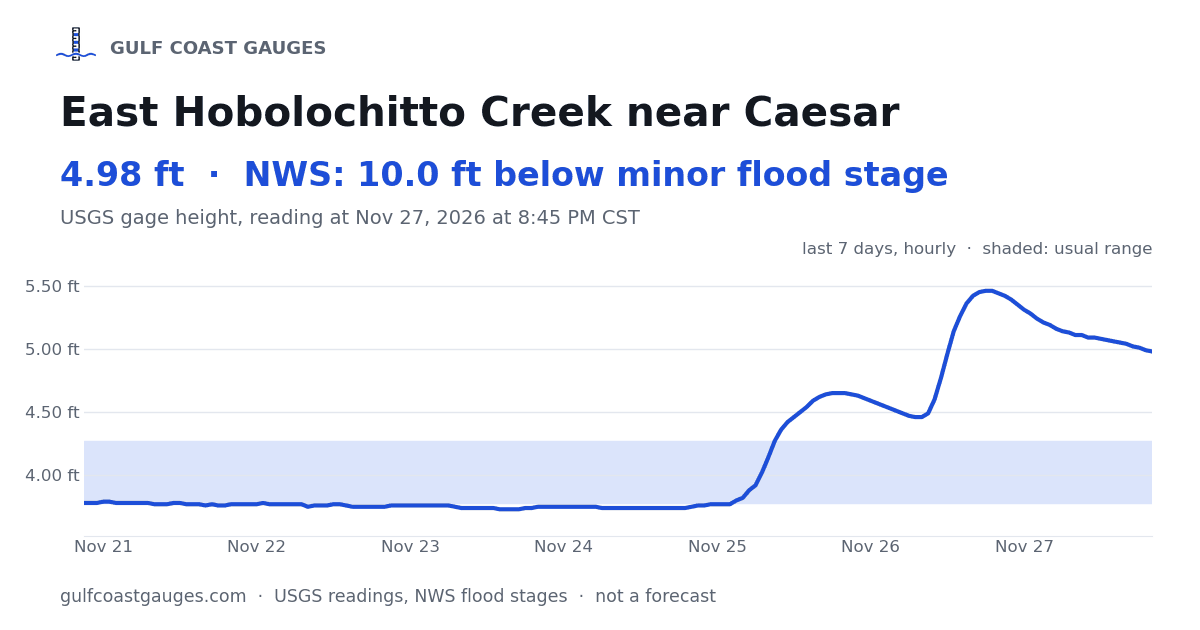 GULF COAST GAUGES
East Hobolochitto Creek near Caesar
4.98 ft · NWS: 10.0 ft below minor flood stage
USGS gage height, reading at Nov 27, 2026 at 8:45 PM CST
last 7 days, hourly · shaded: usual range
5.50 ft
5.00 ft
4.50 ft
4.00 ft
Nov 21 Nov 22 Nov 23 Nov 24 Nov 25 Nov 26 Nov 27
gulfcoastgauges.com · USGS readings, NWS flood stages · not a forecast